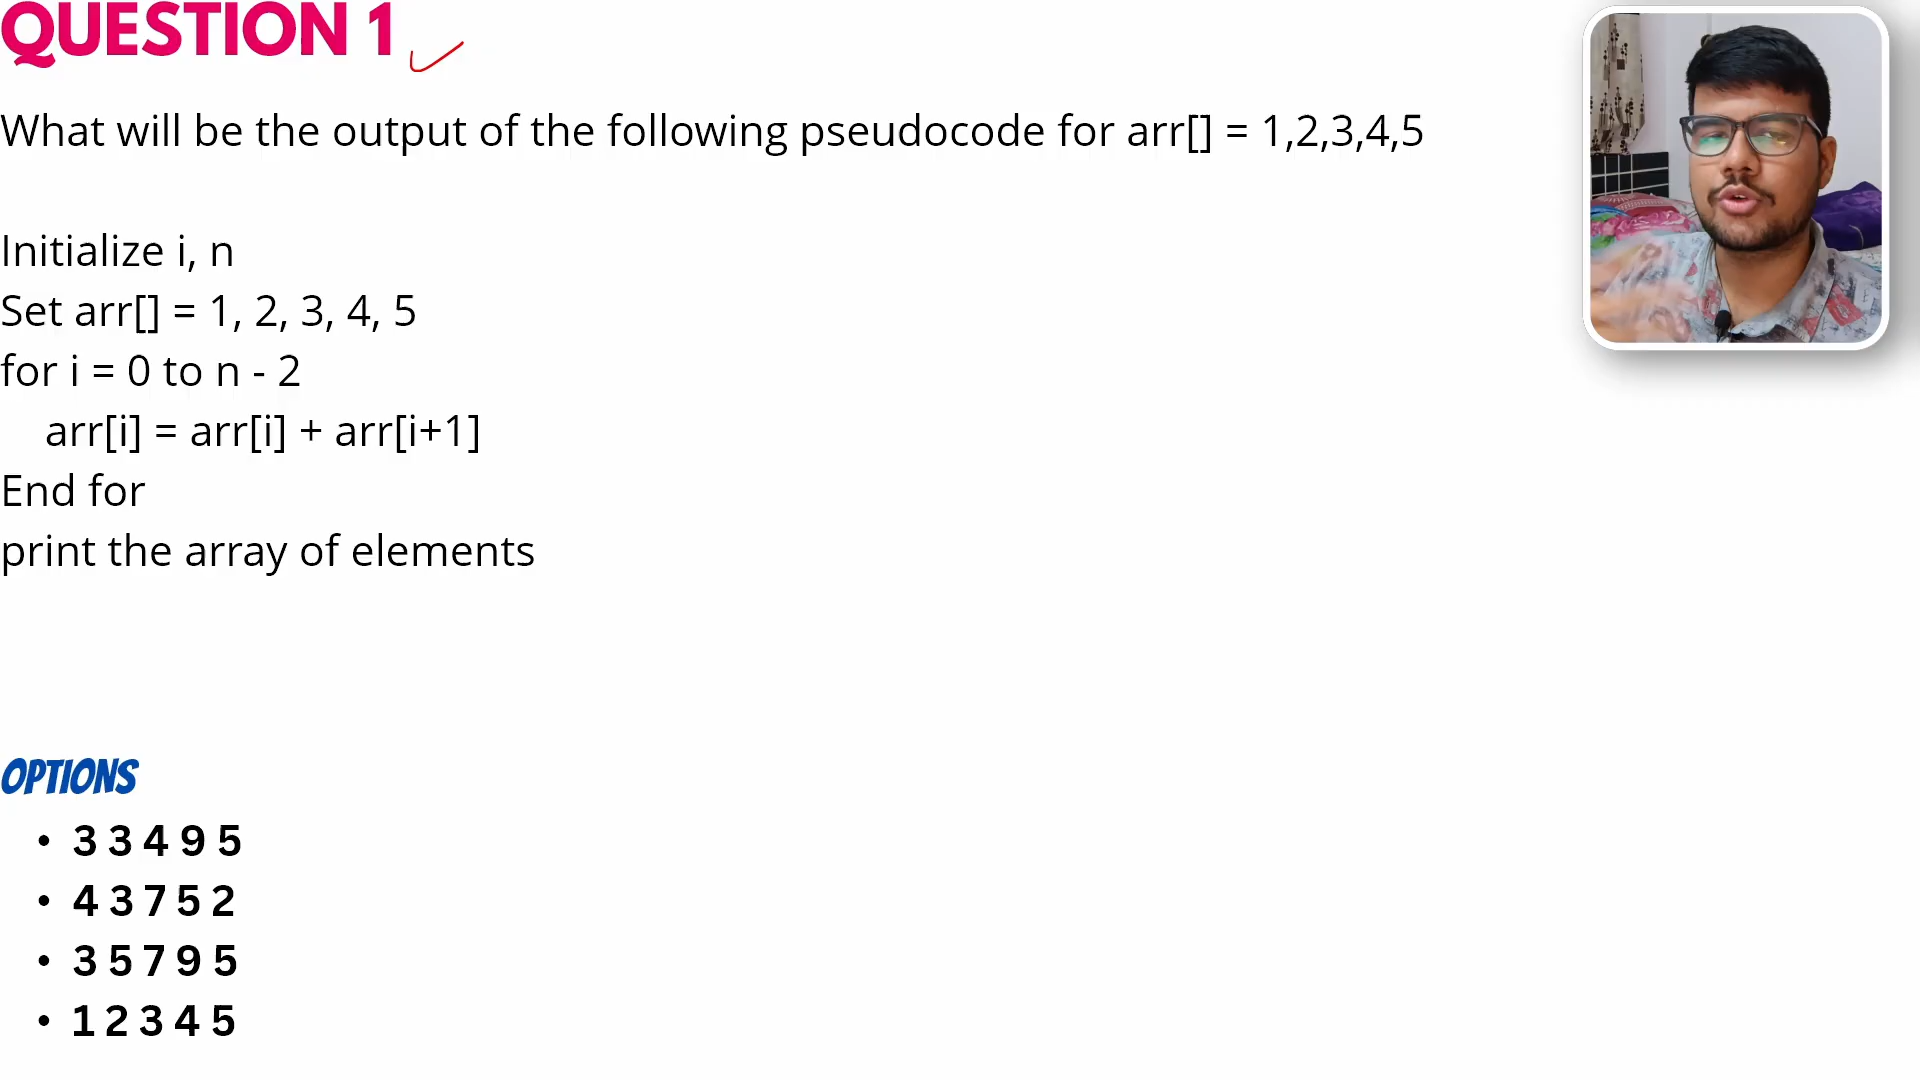 QUESTION 1
What will be the output of the following pseudocode for arr[] = 1,2,3,4,5
Initialize i, n
Set arr[] = 1, 2, 3, 4, 5
for i = 0 to n - 2
arr[i] = arr[i] + arr[i+1]
End for
print the array of elements
OPTIONS
• 3 3 4 9 5
• 4 3 7 5 2
• 3 5 7 9 5
• 1 2 3 4 5